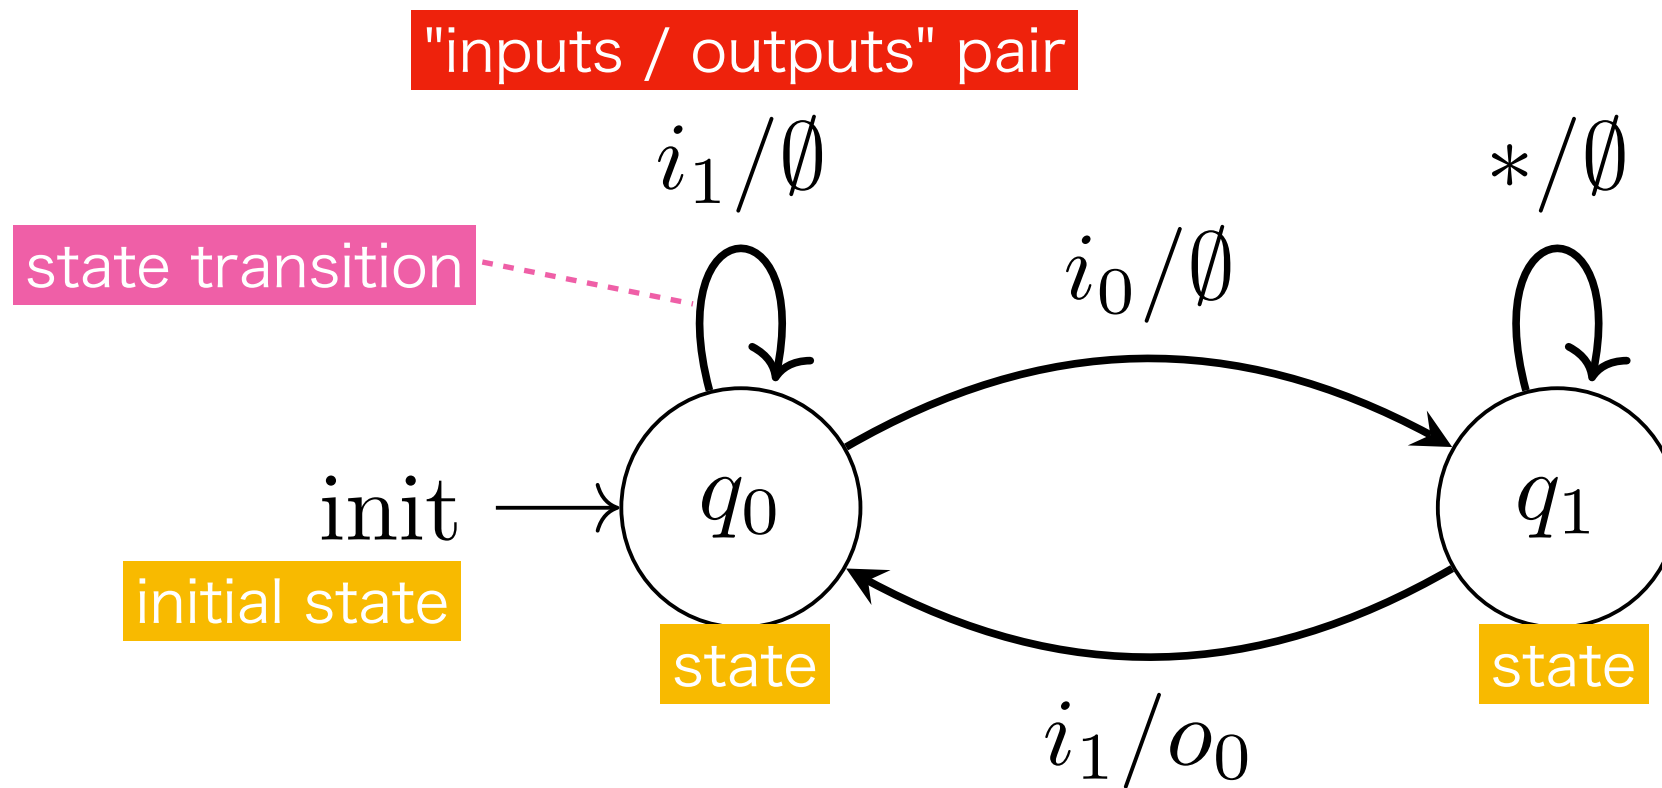 "inputs / outputs" pair
i₁/∅
*/∅
state transition
i₀/∅
init
q₀
q₁
initial state
state
state
i₁/o₀